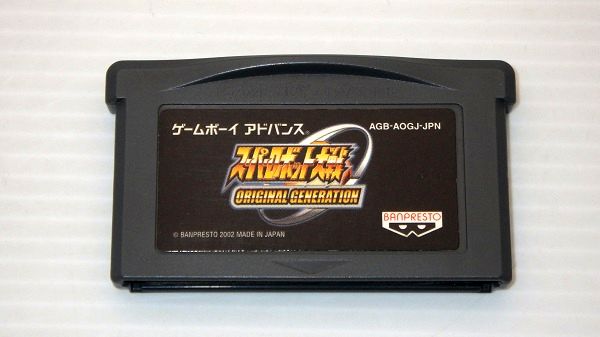 ゲームボーイ アドバンス®
AGB-AOGJ-JPN
スーパーロボット大戦
ORIGINAL GENERATION
© BANPRESTO 2002 MADE IN JAPAN
BANPRESTO